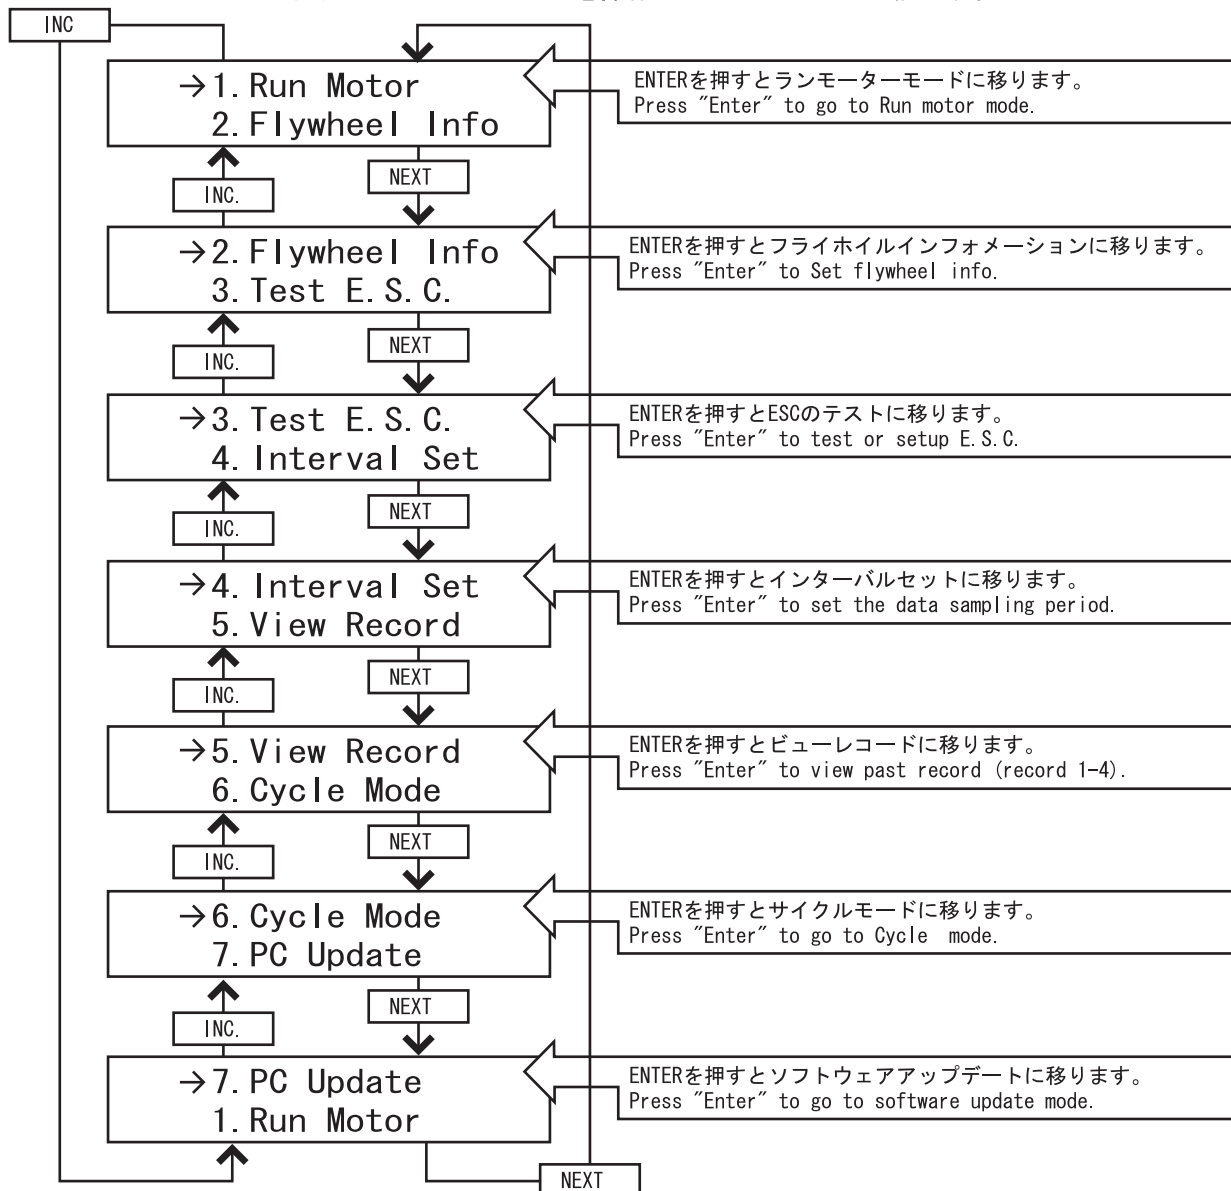 INC
→1. Run Motor
2. Flywheel Info
ENTERを押すとランモーターモードに移ります。
Press "Enter" to go to Run motor mode.
INC.
NEXT
→2. Flywheel Info
3. Test E.S.C.
ENTERを押すとフライホイルインフォメーションに移ります。
Press "Enter" to Set flywheel info.
INC.
NEXT
→3. Test E.S.C.
4. Interval Set
ENTERを押すとESCのテストに移ります。
Press "Enter" to test or setup E.S.C.
INC.
NEXT
→4. Interval Set
5. View Record
ENTERを押すとインターバルセットに移ります。
Press "Enter" to set the data sampling period.
INC.
NEXT
→5. View Record
6. Cycle Mode
ENTERを押すとビューレコードに移ります。
Press "Enter" to view past record (record 1-4).
INC.
NEXT
→6. Cycle Mode
7. PC Update
ENTERを押すとサイクルモードに移ります。
Press "Enter" to go to Cycle  mode.
INC.
NEXT
→7. PC Update
1. Run Motor
ENTERを押すとソフトウェアアップデートに移ります。
Press "Enter" to go to software update mode.
NEXT